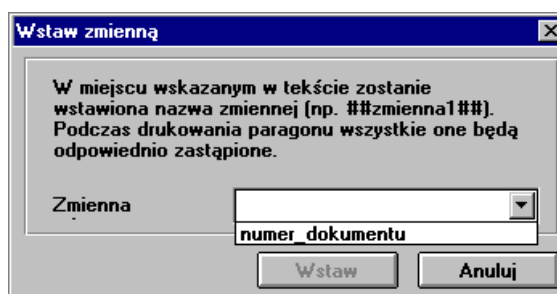 Wstaw zmienną
W miejscu wskazanym w tekście zostanie
wstawiona nazwa zmiennej (np. ##zmienna1##).
Podczas drukowania paragonu wszystkie one będą
odpowiednio zastąpione.
Zmienna
numer_dokumentu
Wstaw Anuluj